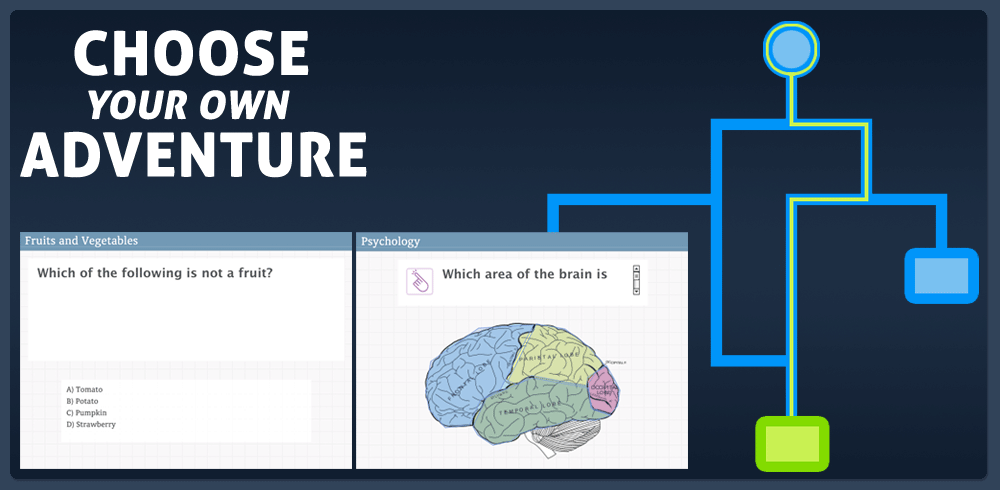 CHOOSE
YOUR OWN
ADVENTURE
Fruits and Vegetables
Which of the following is not a fruit?
A) Tomato
B) Potato
C) Pumpkin
D) Strawberry
Psychology
Which area of the brain is
FRONTAL LOBE
PARIETAL LOBE
OCCIPITAL
LOBE
TEMPORAL LOBE